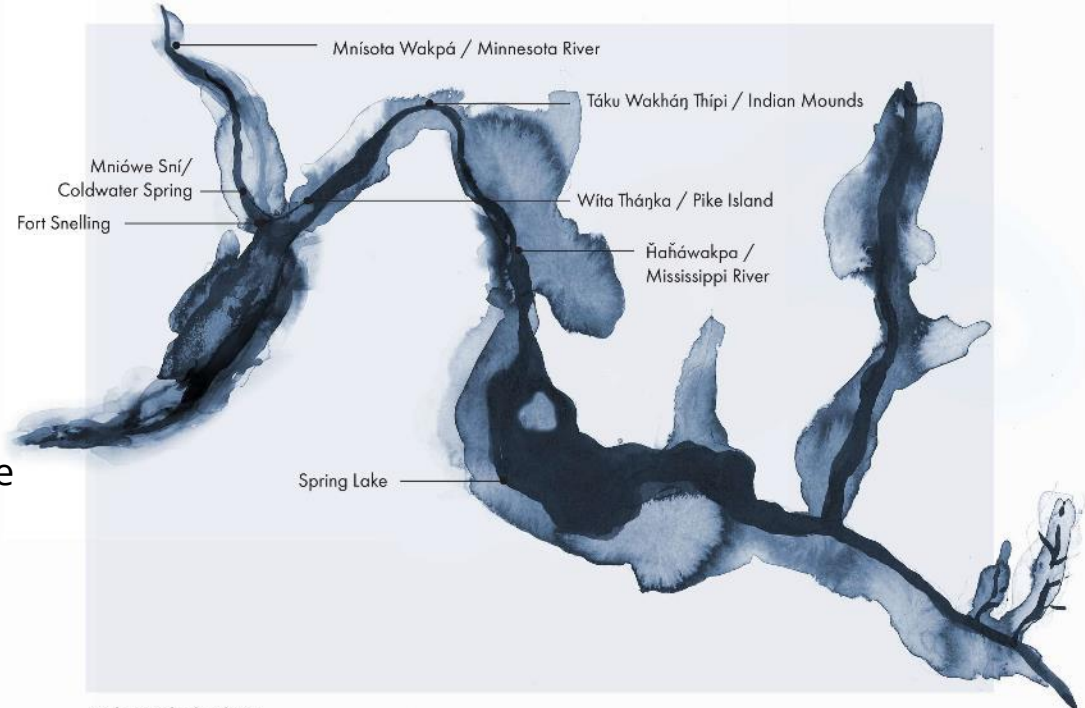 Mnísota Wakpá / Minnesota River
Táku Wakháŋ Thípi / Indian Mounds
Mniówe Sní/
Coldwater Spring
Wíta Tháŋka / Pike Island
Fort Snelling
Ȟaȟáwakpa /
Mississippi River
e
Spring Lake